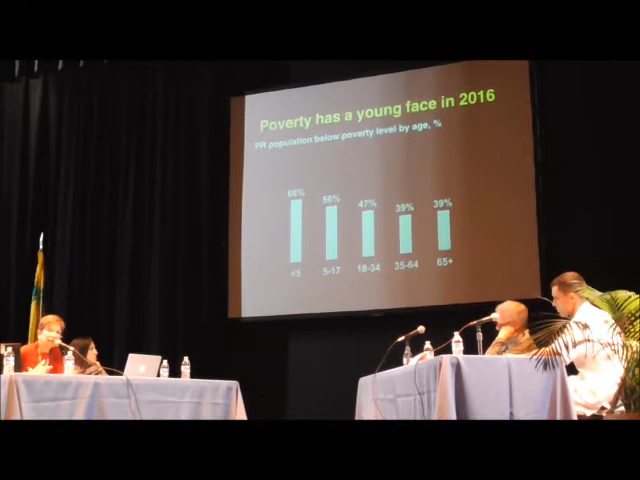 Poverty has a young face in 2016
PR population below poverty level by age, %
66% 56% 47% 39% 39%
<5 5-17 18-34 35-64 65+